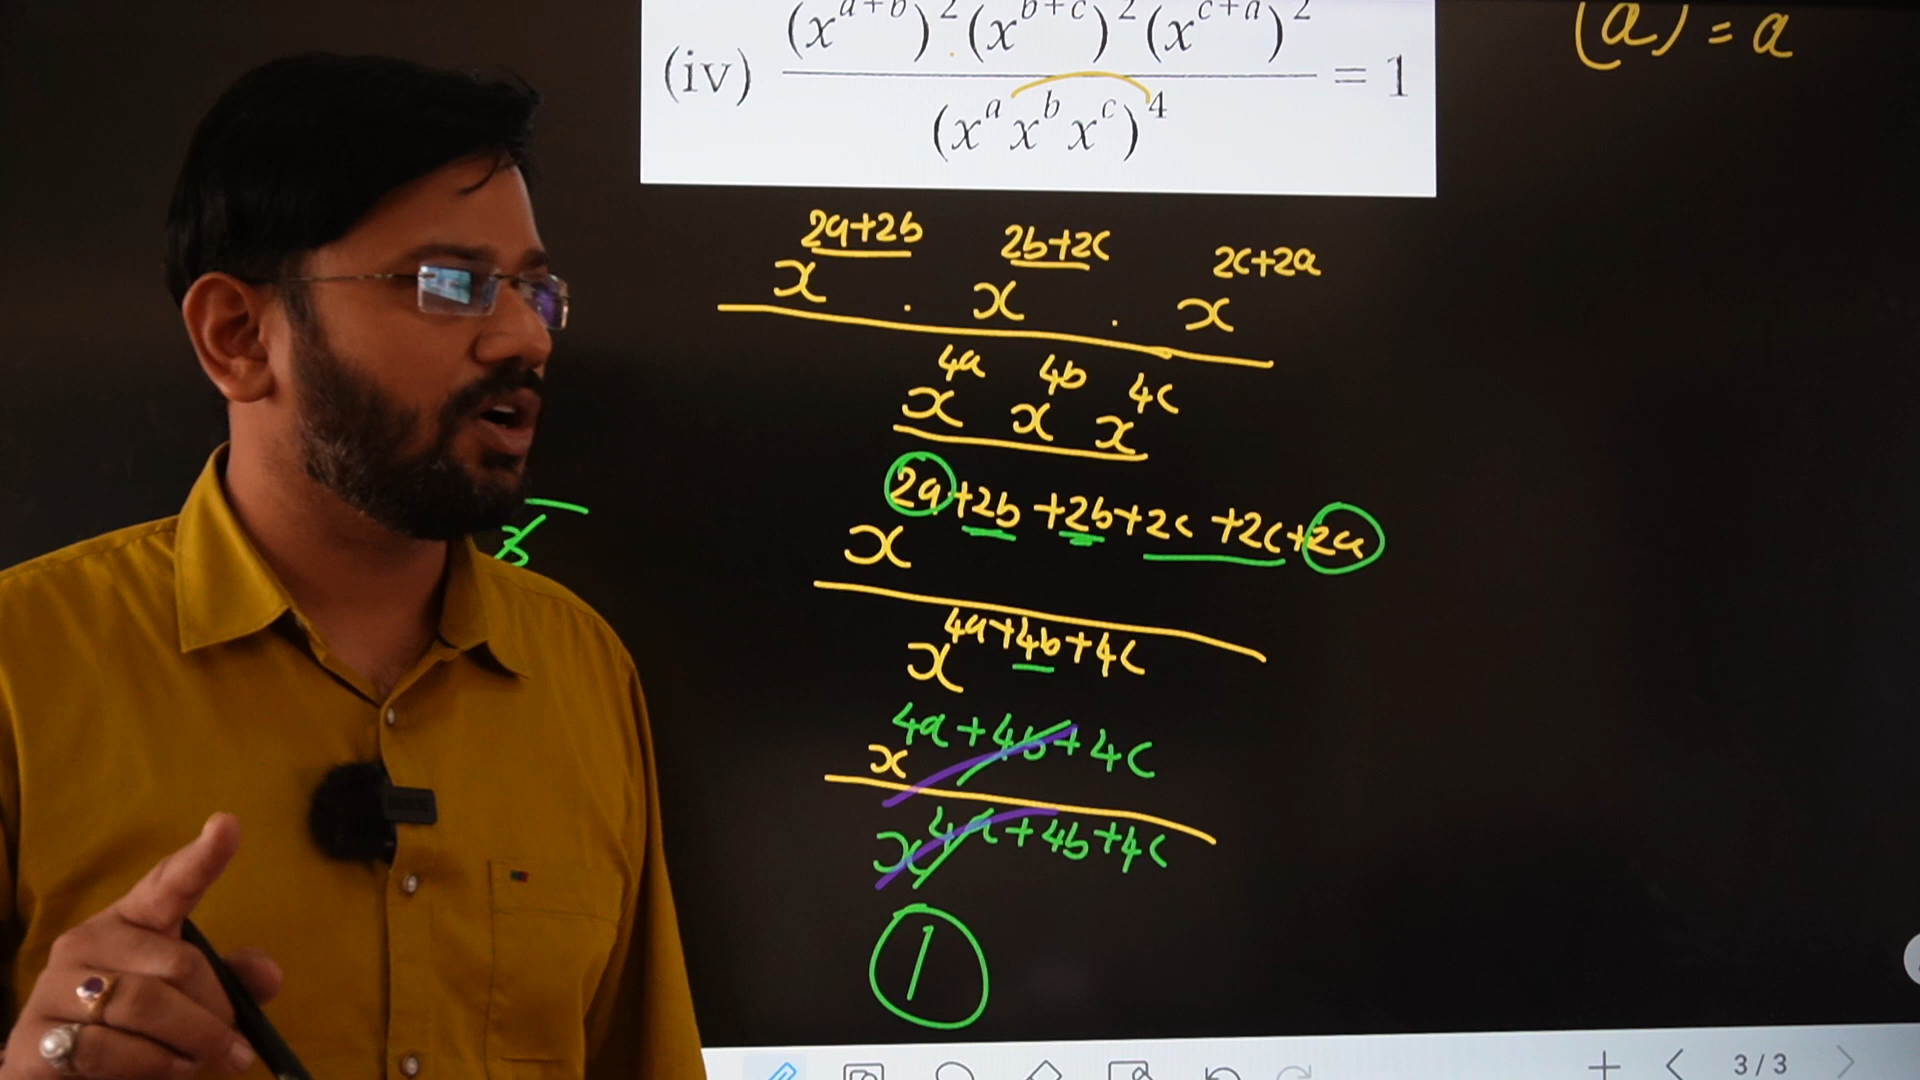 (iv) (x^{a+b})^2 (x^{b+c})^2 (x^{c+a})^2 / (x^a x^b x^c)^4 = 1
(a) = a
x^{2a+2b} . x^{2b+2c} . x^{2c+2a}
x^{4a} x^{4b} x^{4c}
x^{2a+2b+2b+2c+2c+2a}
x^{4a+4b+4c}
x^{4a+4b+4c}
x^{4a+4b+4c}
1
3/3